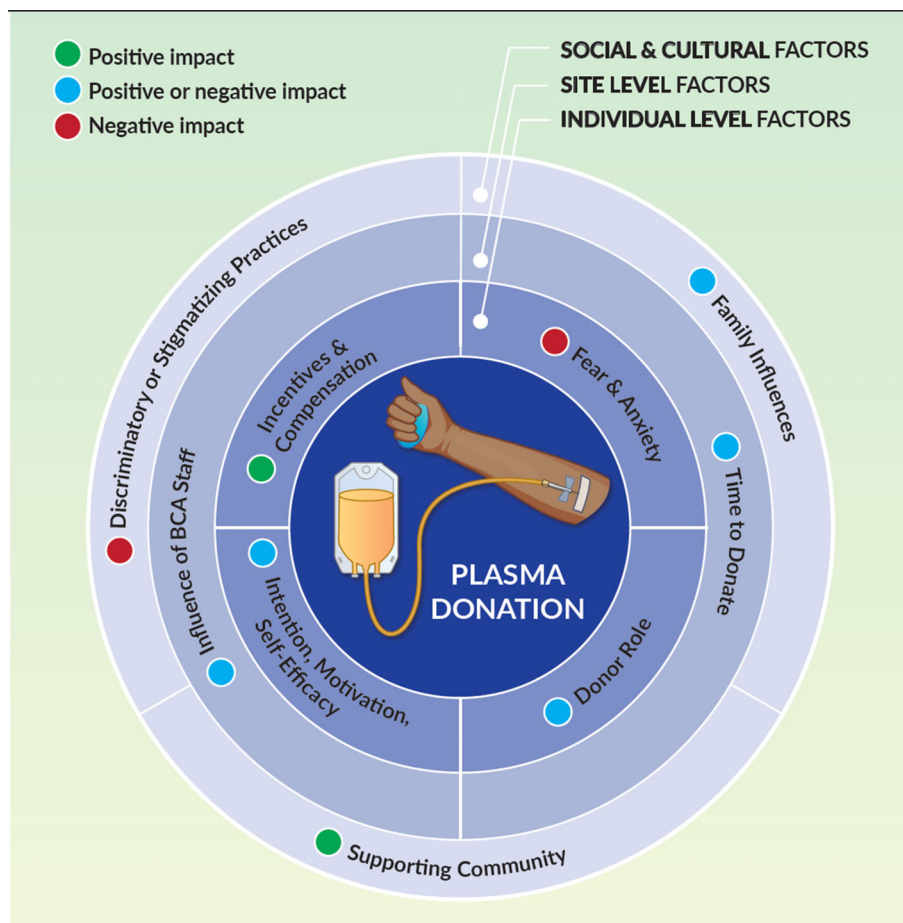 Positive impact
Positive or negative impact
Negative impact
SOCIAL & CULTURAL FACTORS
SITE LEVEL FACTORS
INDIVIDUAL LEVEL FACTORS
Discriminatory or Stigmatizing Practices
Family Influences
Supporting Community
Influence of BCA Staff
Time to Donate
Incentives &
Compensation
Fear & Anxiety
Intention, Motivation,
Self-Efficacy
Donor Role
PLASMA
DONATION